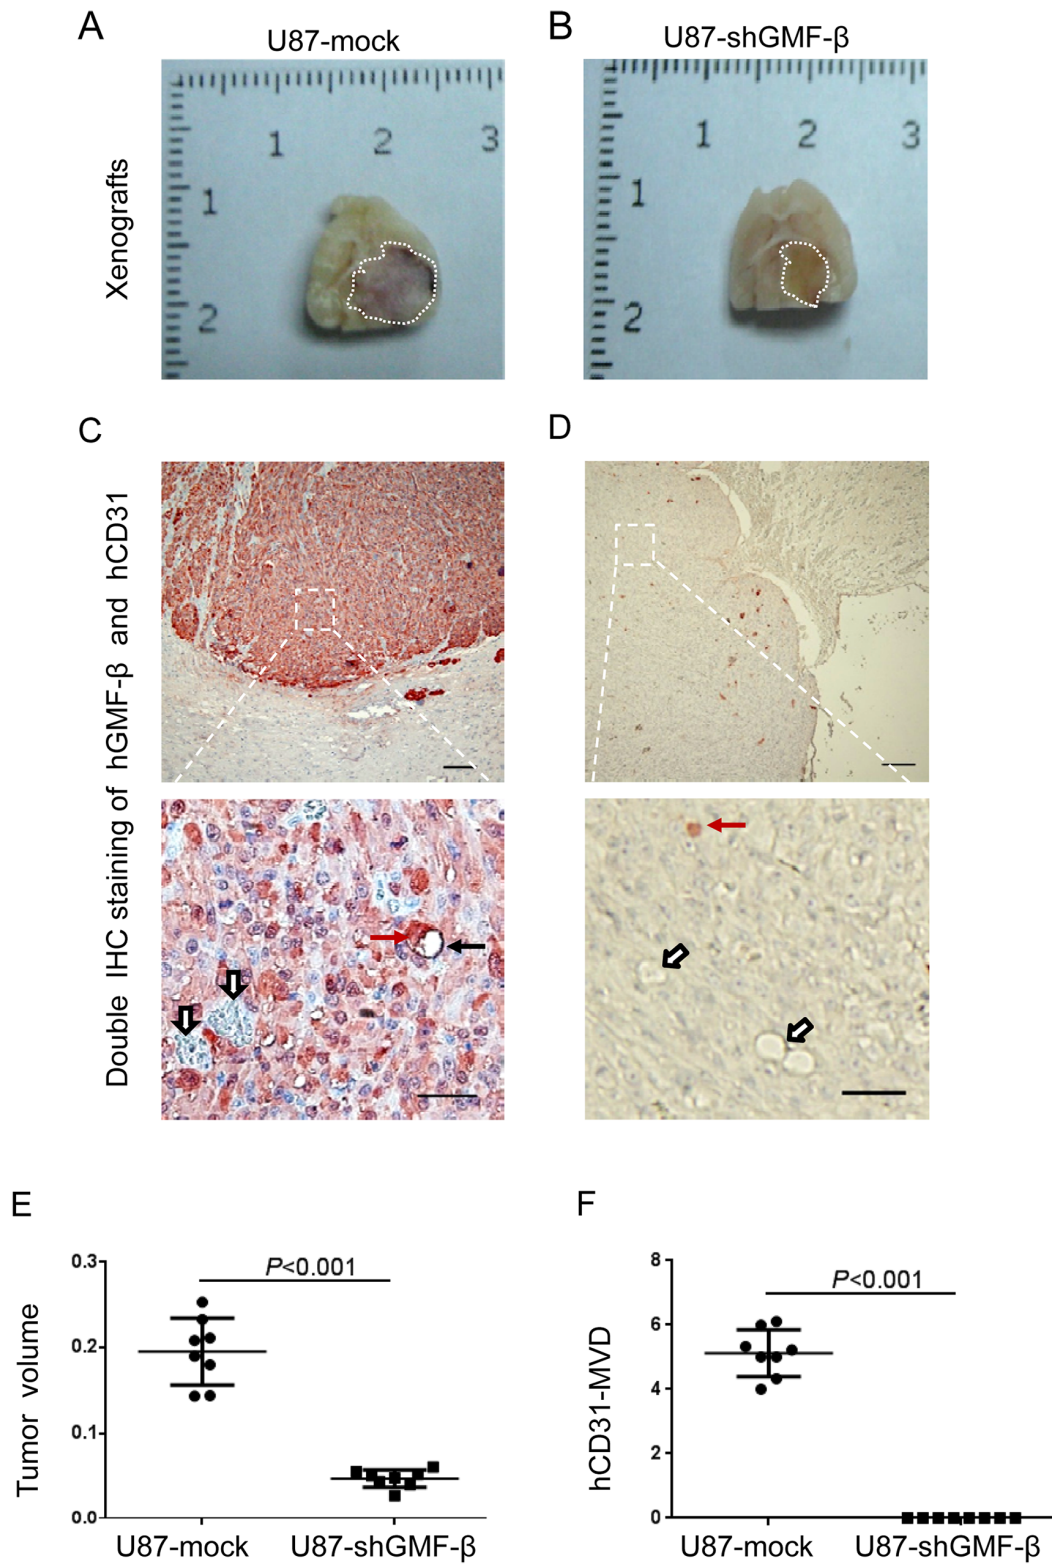 A
B
U87-mock
U87-shGMF-β
Xenografts
1 2 3
1
2
1 2 3
1
2
C
D
Double IHC staining of hGMF-β and hCD31
E
F
Tumor volume
0.3
0.2
0.1
0.0
P<0.001
U87-mock U87-shGMF-β
hCD31-MVD
8
6
4
2
0
P<0.001
U87-mock U87-shGMF-β